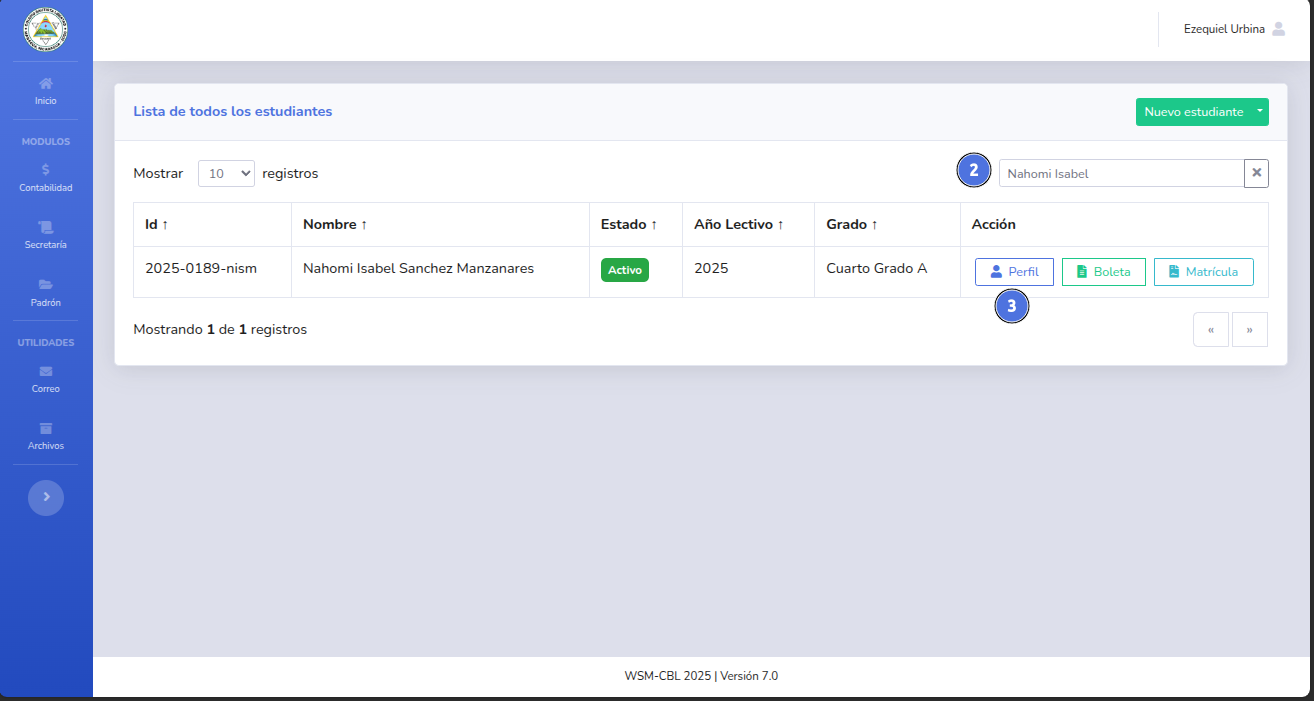 Ezequiel Urbina
Inicio
MODULOS
Contabilidad
Secretaría
Padrón
UTILIDADES
Correo
Archivos
Lista de todos los estudiantes
Nuevo estudiante
Mostrar 10 registros
2 Nahomi Isabel
Id ↑ Nombre ↑ Estado ↑ Año Lectivo ↑ Grado ↑ Acción
2025-0189-nism Nahomi Isabel Sanchez Manzanares Activo 2025 Cuarto Grado A Perfil Boleta Matrícula
3
Mostrando 1 de 1 registros
« »
WSM-CBL 2025 | Versión 7.0